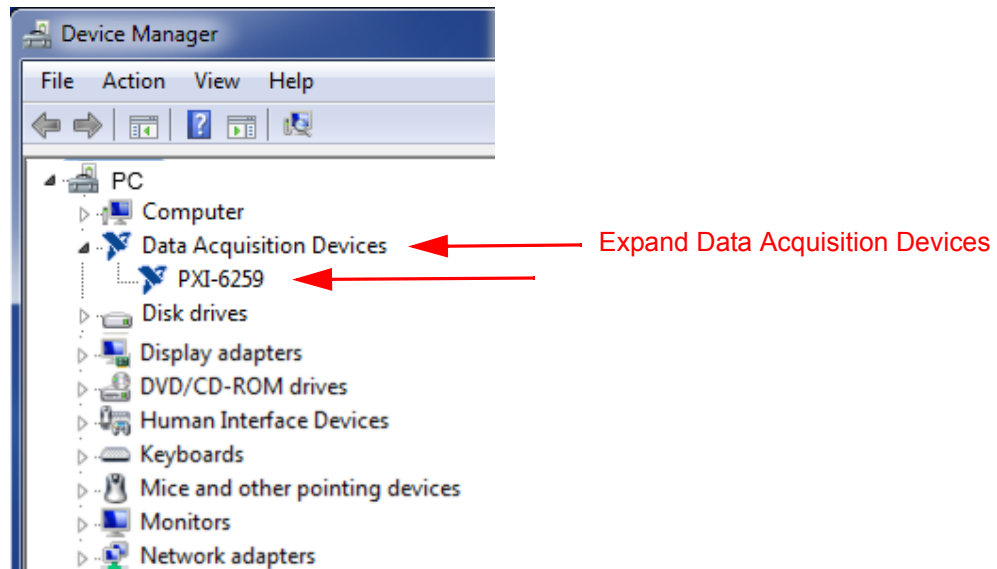 Device Manager
File Action View Help
PC
Computer
Data Acquisition Devices
Expand Data Acquisition Devices
PXI-6259
Disk drives
Display adapters
DVD/CD-ROM drives
Human Interface Devices
Keyboards
Mice and other pointing devices
Monitors
Network adapters